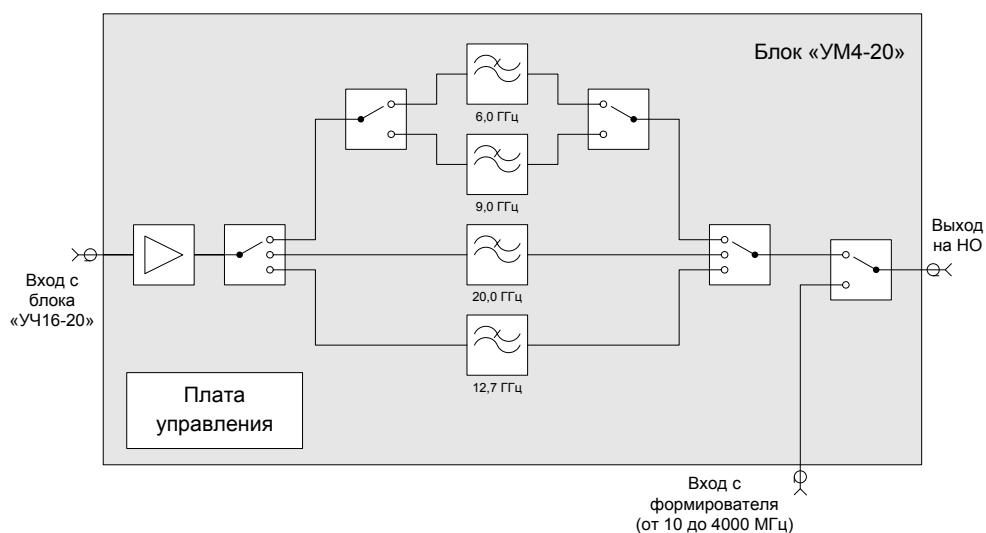 Блок «УМ4-20»
6,0 ГГц
9,0 ГГц
Выход
на НО
Вход с
блока
«УЧ16-20»
20,0 ГГц
12,7 ГГц
Плата
управления
Вход с
формирователя
(от 10 до 4000 МГц)